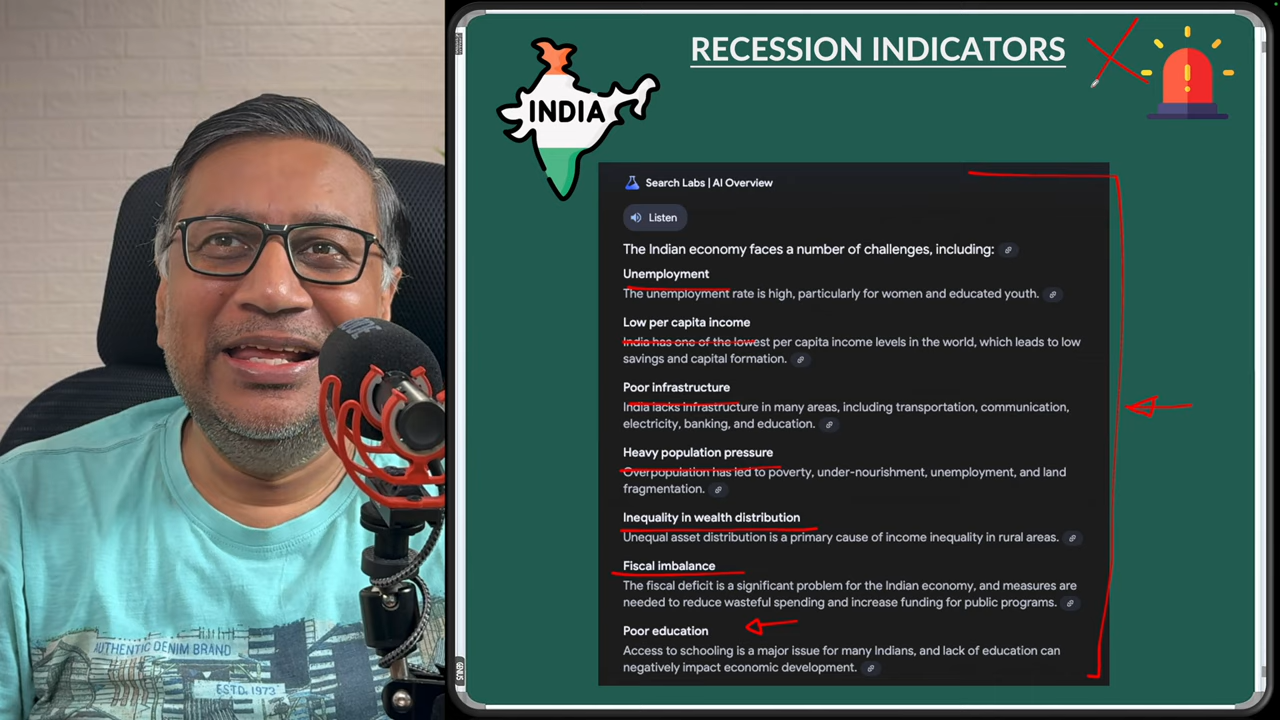 RECESSION INDICATORS
INDIA
Search Labs | AI Overview
Listen
The Indian economy faces a number of challenges, including:
Unemployment
The unemployment rate is high, particularly for women and educated youth.
Low per capita income
India has one of the lowest per capita income levels in the world, which leads to low
savings and capital formation.
Poor infrastructure
India lacks infrastructure in many areas, including transportation, communication,
electricity, banking, and education.
Heavy population pressure
Overpopulation has led to poverty, under-nourishment, unemployment, and land
fragmentation.
Inequality in wealth distribution
Unequal asset distribution is a primary cause of income inequality in rural areas.
Fiscal imbalance
The fiscal deficit is a significant problem for the Indian economy, and measures are
needed to reduce wasteful spending and increase funding for public programs.
Poor education
Access to schooling is a major issue for many Indians, and lack of education can
negatively impact economic development.
AUTHENTIC DENIM BRAND
ESTD. 1973
GENIUS